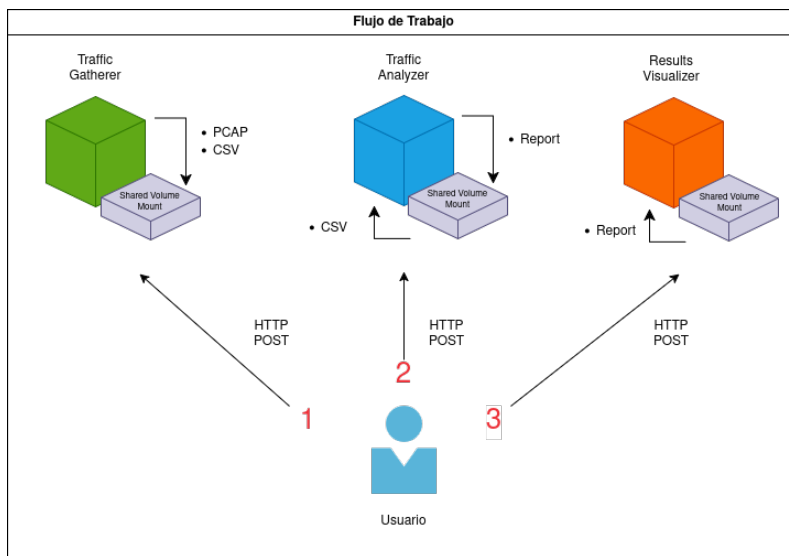 Flujo de Trabajo
Traffic
Gatherer
Traffic
Analyzer
Results
Visualizer
• PCAP
• CSV
Shared Volume
Mount
• Report
Shared Volume
Mount
• CSV
Shared Volume
Mount
• Report
HTTP
POST
HTTP
POST
HTTP
POST
1
2
3
Usuario